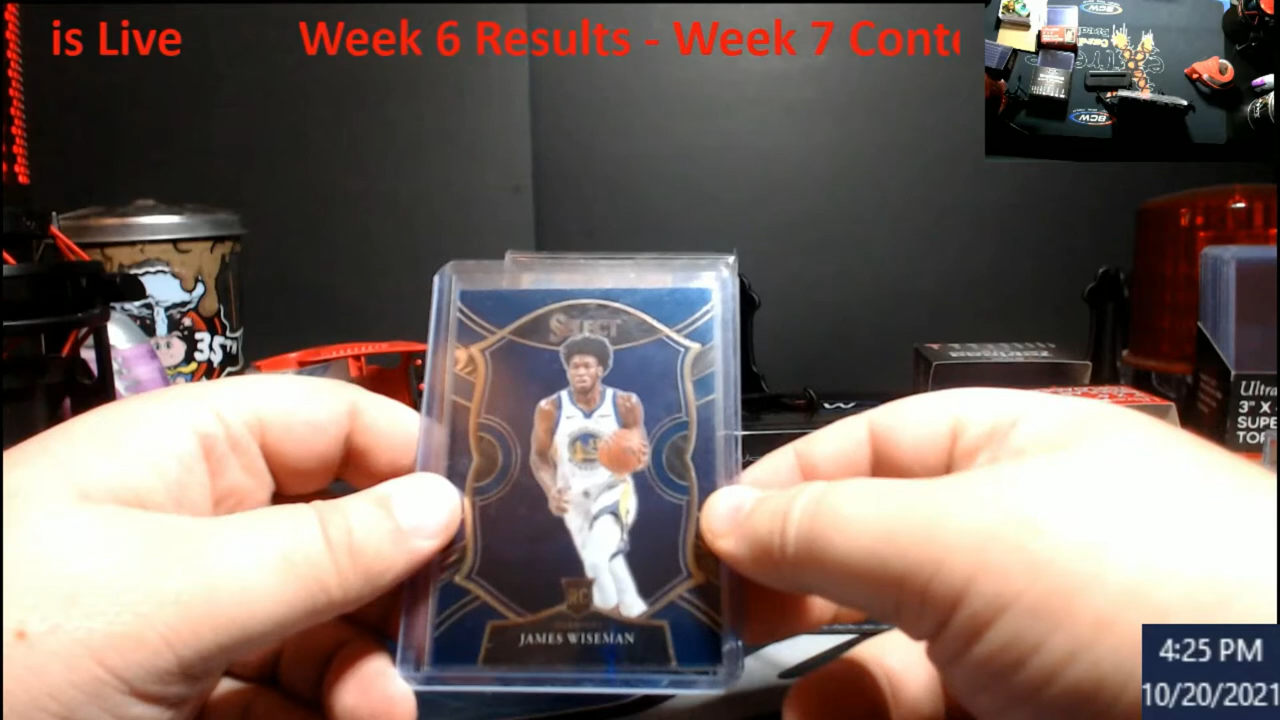 is Live Week 6 Results - Week 7 Conte
BCW
BCW
35TH
SELECT
Ultra
3" X
SUPE
TOP
RC
JAMES WISEMAN
4:25 PM
10/20/2021